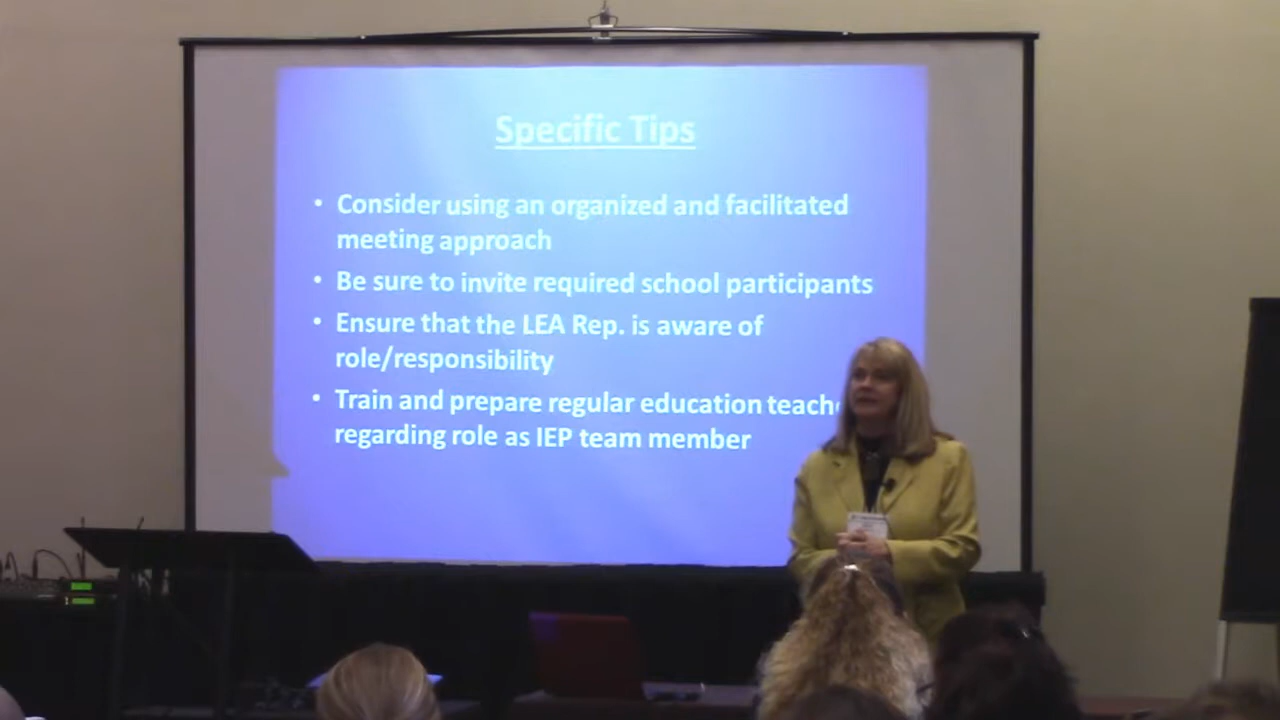 Specific Tips
• Consider using an organized and facilitated
meeting approach
• Be sure to invite required school participants
• Ensure that the LEA Rep. is aware of
role/responsibility
• Train and prepare regular education
regarding role as IEP team member